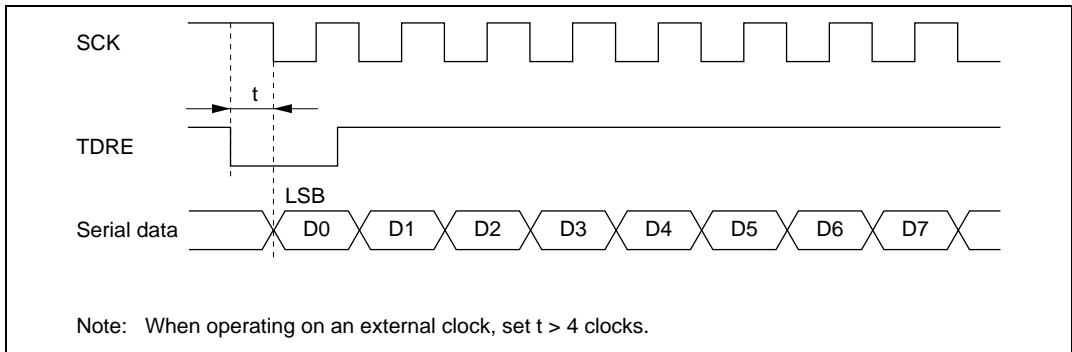 SCK
t
TDRE
LSB
Serial data D0 D1 D2 D3 D4 D5 D6 D7
Note: When operating on an external clock, set t > 4 clocks.